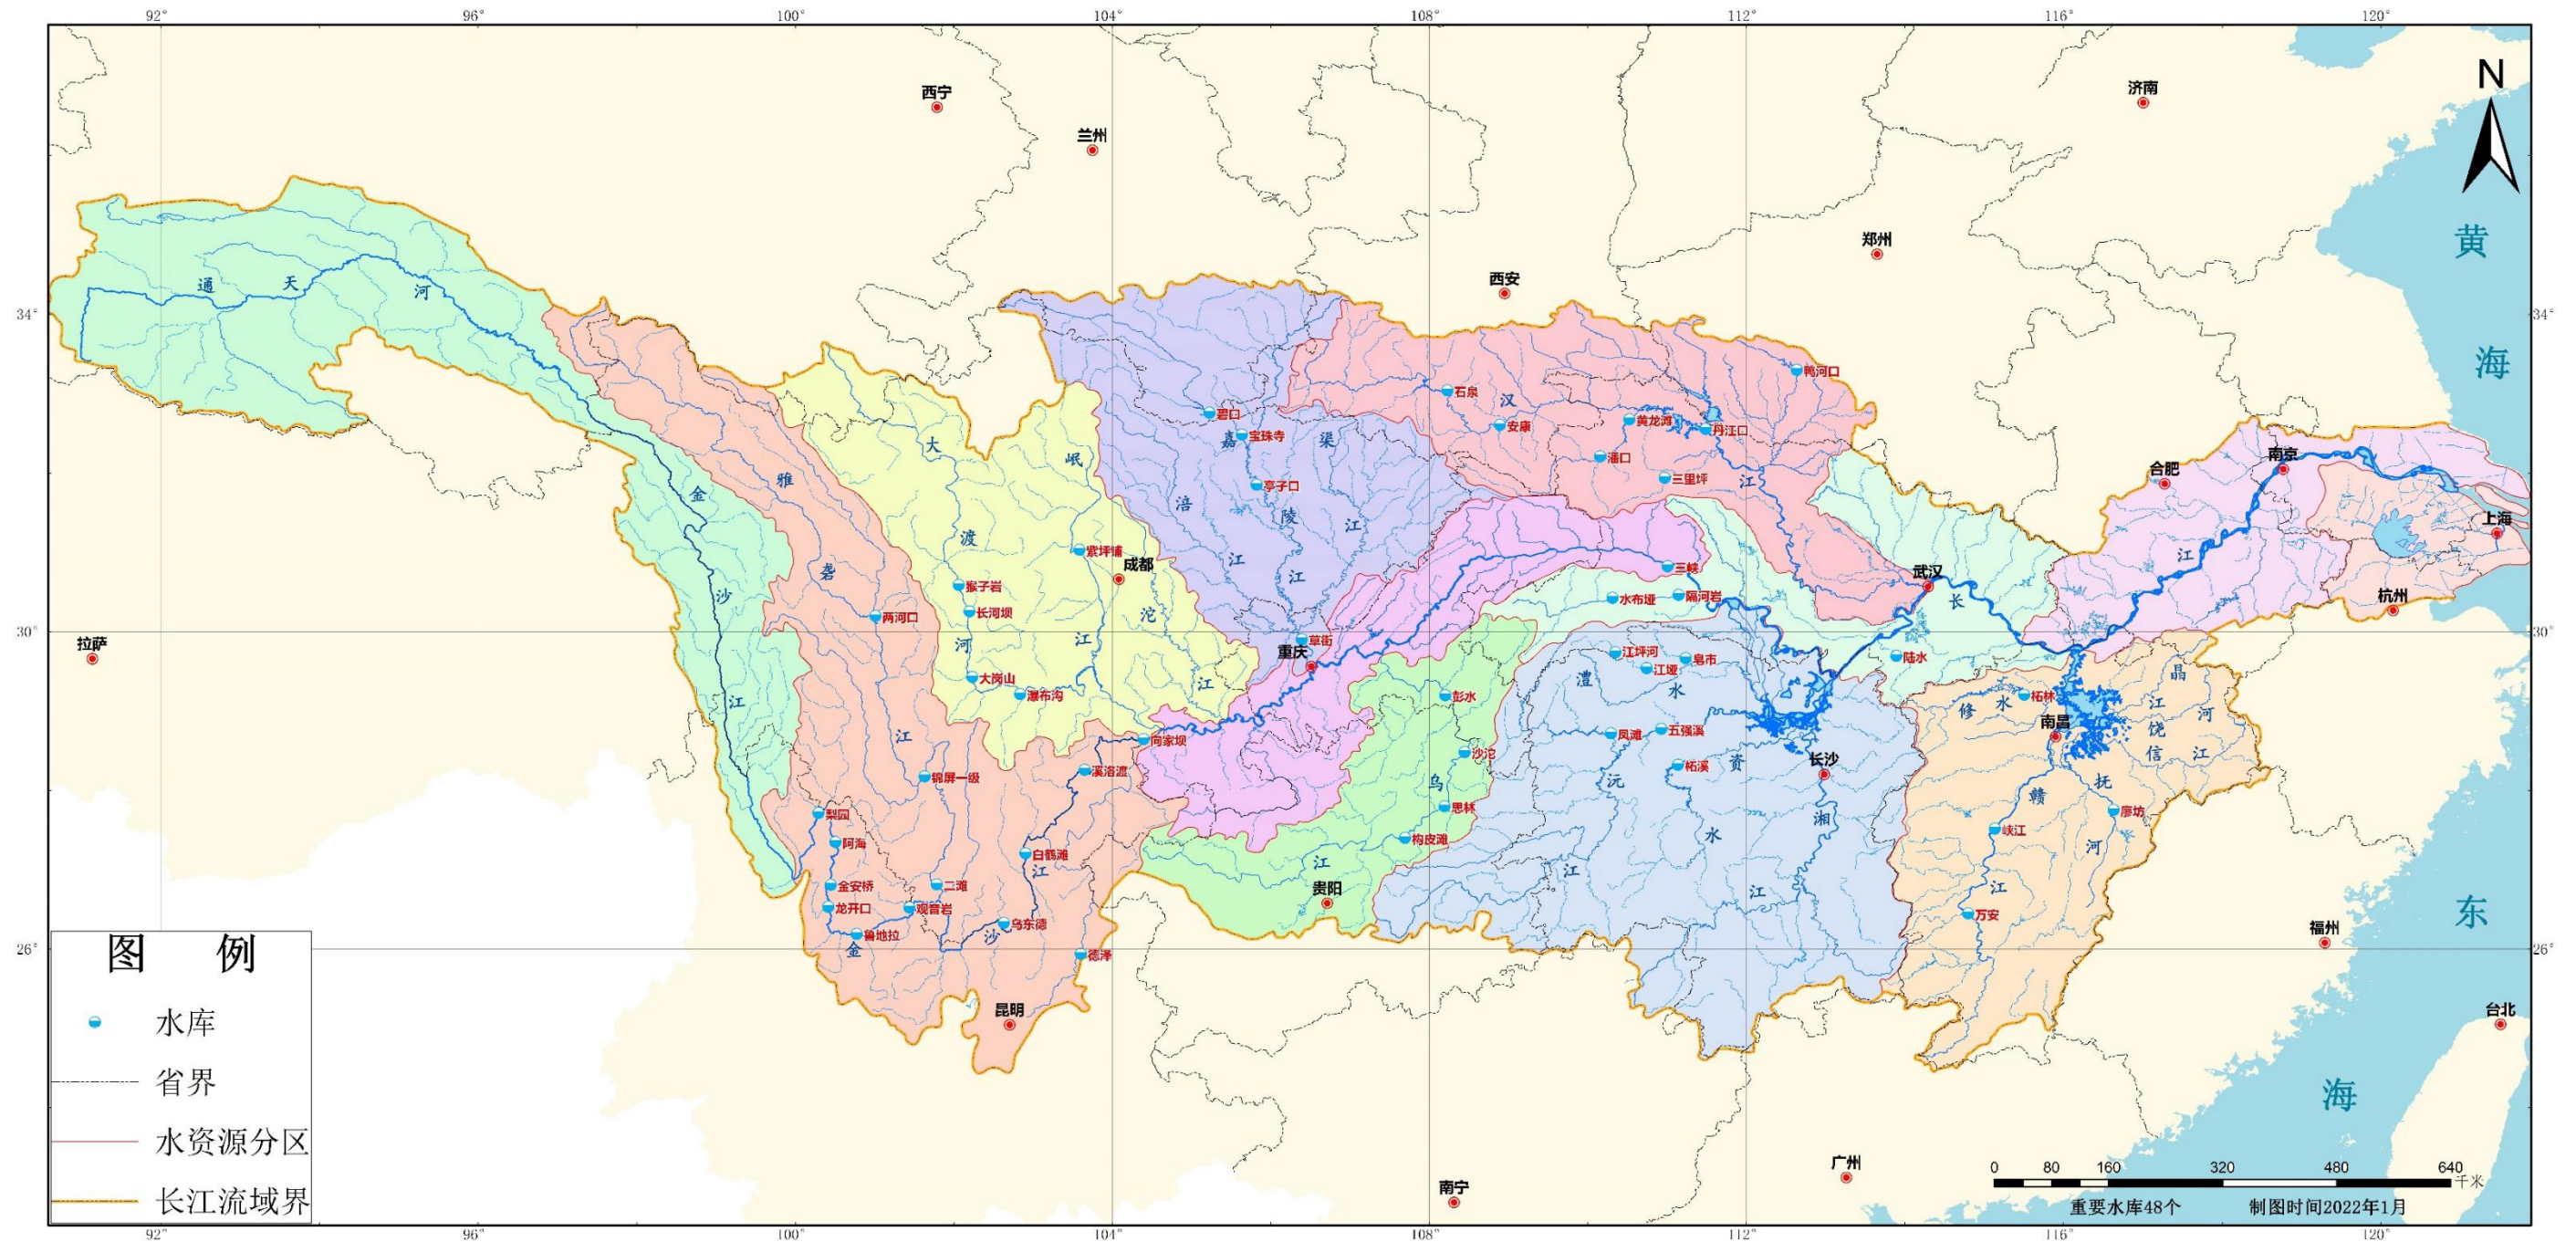 92°
96°
100°
104°
108°
112°
116°
120°
N
西宁
济南
兰州
黄
郑州
通
天
河
西安
34°
34°
海
鸭河口
石泉
汉
碧口
安康
黄龙滩
丹江口
宝珠寺
嘉
渠
大
岷
南京
合肥
潘口
雅
三里坪
江
亭子口
金
涪
陵
江
上海
渡
紫坪铺
成都
江
江
江
三峡
武汉
砻
猴子岩
沙
水布垭
隔河岩
长
杭州
长河坝
沱
两河口
江
草街
30°
30°
拉萨
河
重庆
江坪河
皂市
陆水
江垭
大岗山
江
澧
水
昌
瀑布沟
彭水
柘林
江
修
水
江
河
南昌
饶
凤滩
五强溪
江
向家坝
信
江
沙沱
长沙
溪洛渡
柘溪
资
锦屏一级
乌
沅
抚
赣
思林
廖坊
梨园
湘
峡江
阿海
构皮滩
水
河
白鹤滩
江
江
江
金安桥
二滩
贵阳
江
江
龙开口
观音岩
万安
东
乌东德
福州
鲁地拉
沙
金
26°
26°
德泽
图 例
昆明
台北
水库
省界
海
水资源分区
广州
0 80 160 320 480 640
千米
南宁
长江流域界
重要水库48个
制图时间2022年1月
92°
96°
100°
104°
108°
112°
116°
120°